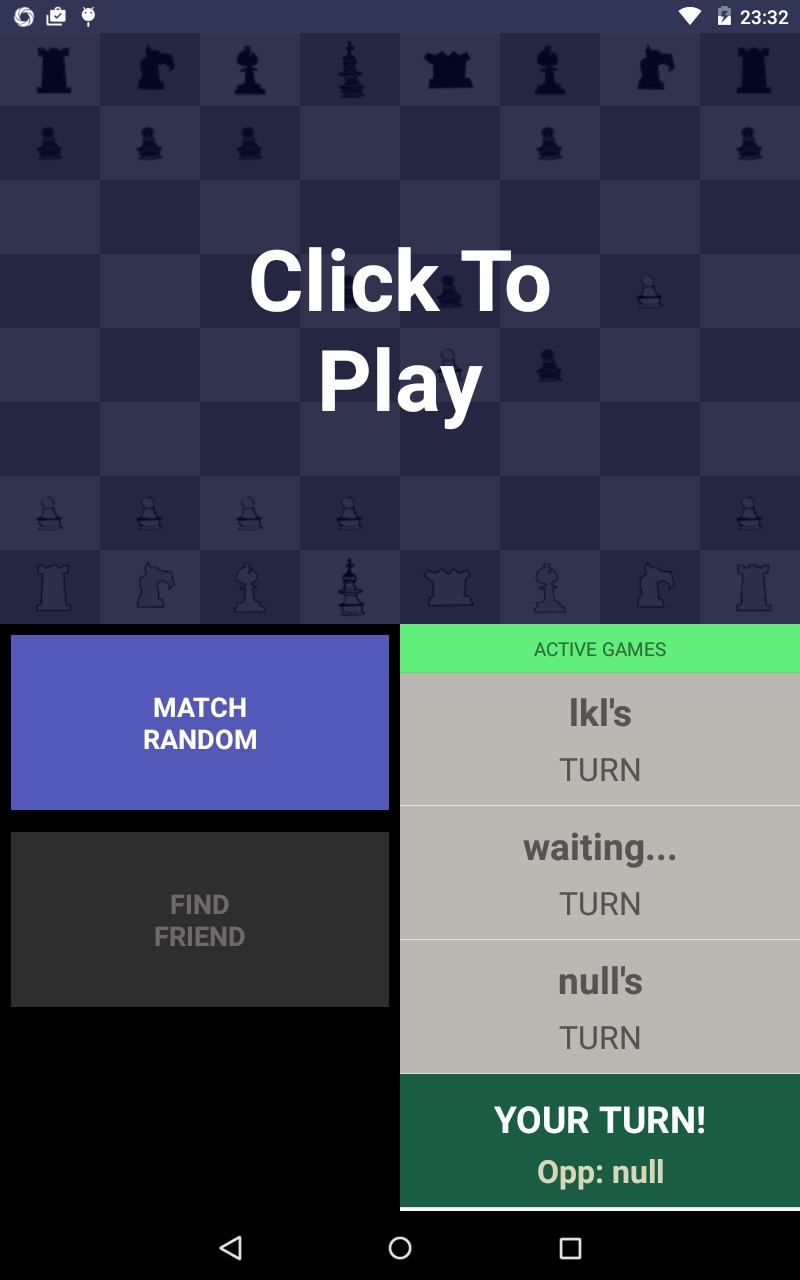 23:32
Click To
Play
MATCH
RANDOM
FIND
FRIEND
ACTIVE GAMES
lkl's
TURN
waiting...
TURN
null's
TURN
YOUR TURN!
Opp: null